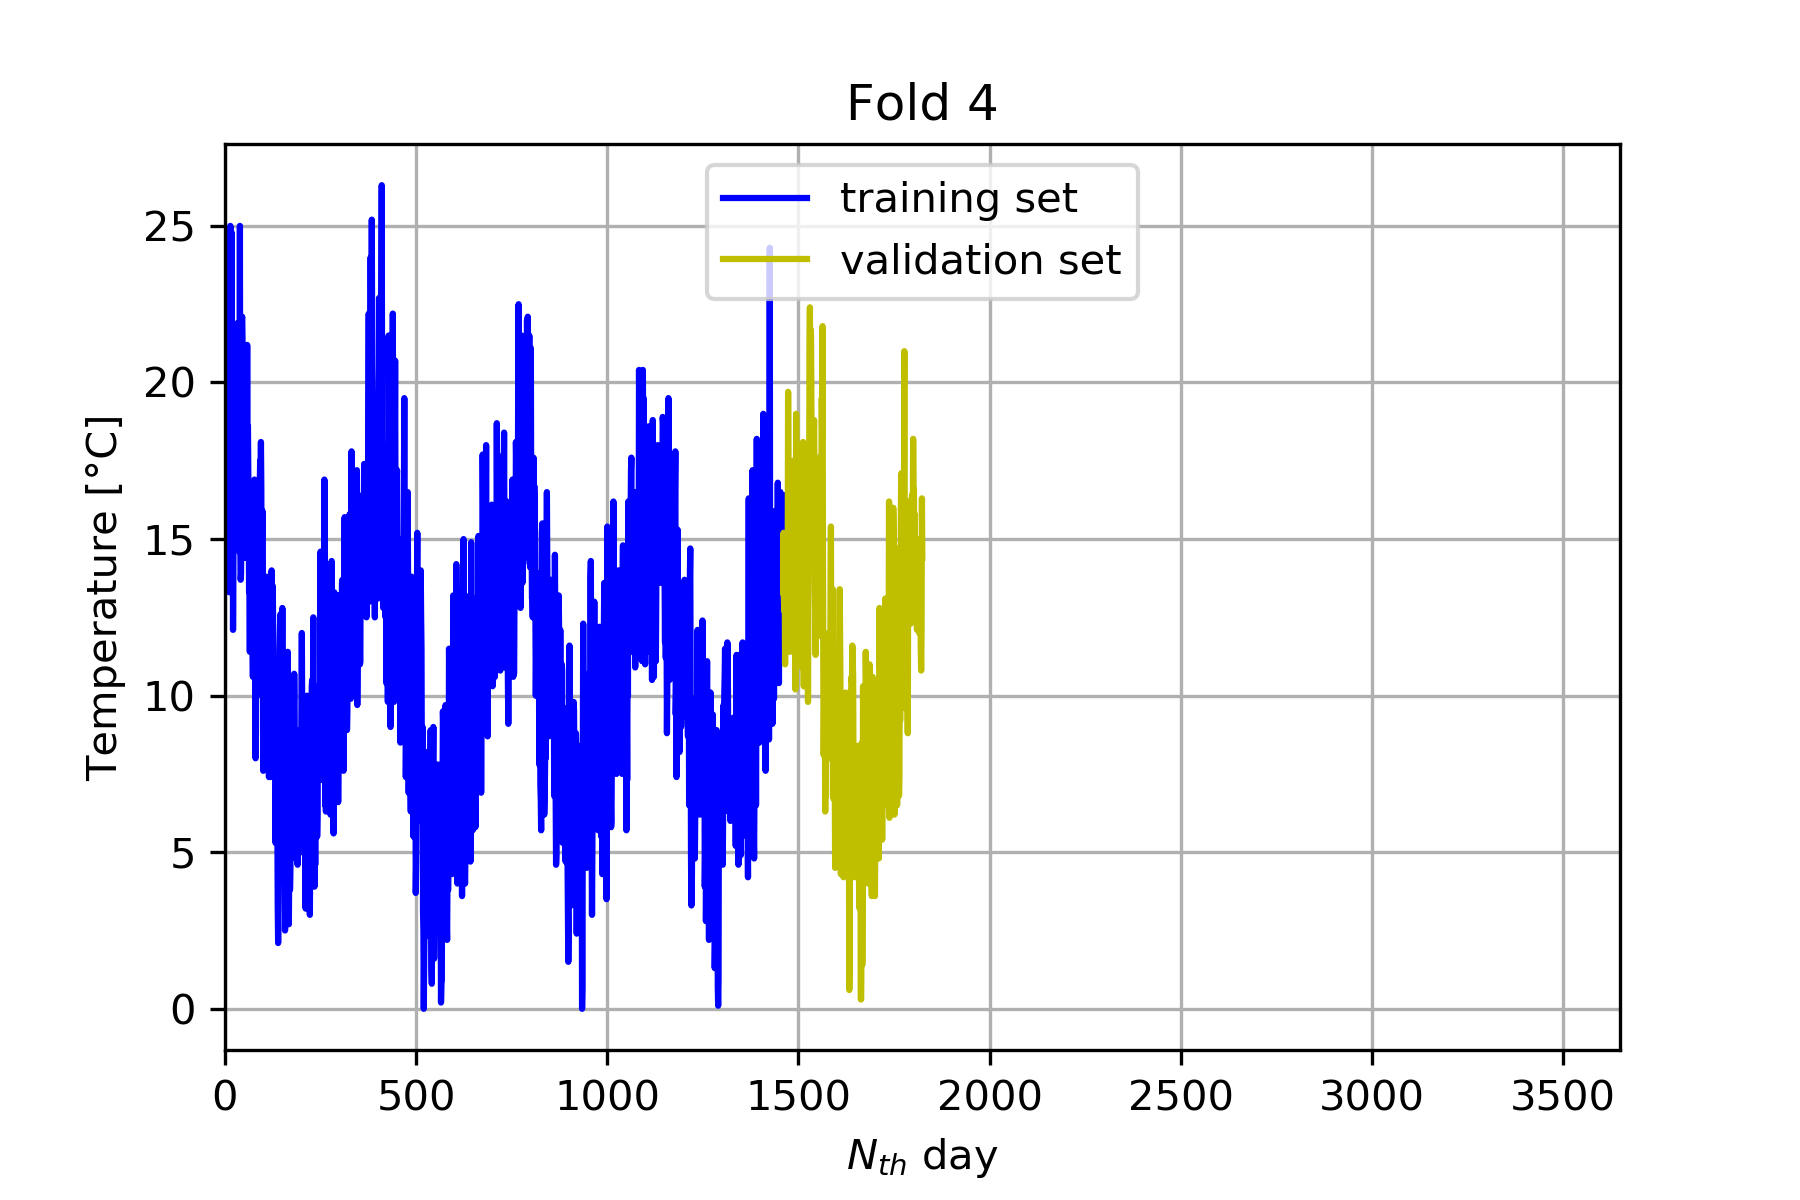 Fold 4
training set
validation set
Temperature [°C]
25
20
15
10
5
0
0 500 1000 1500 2000 2500 3000 3500
Nth day